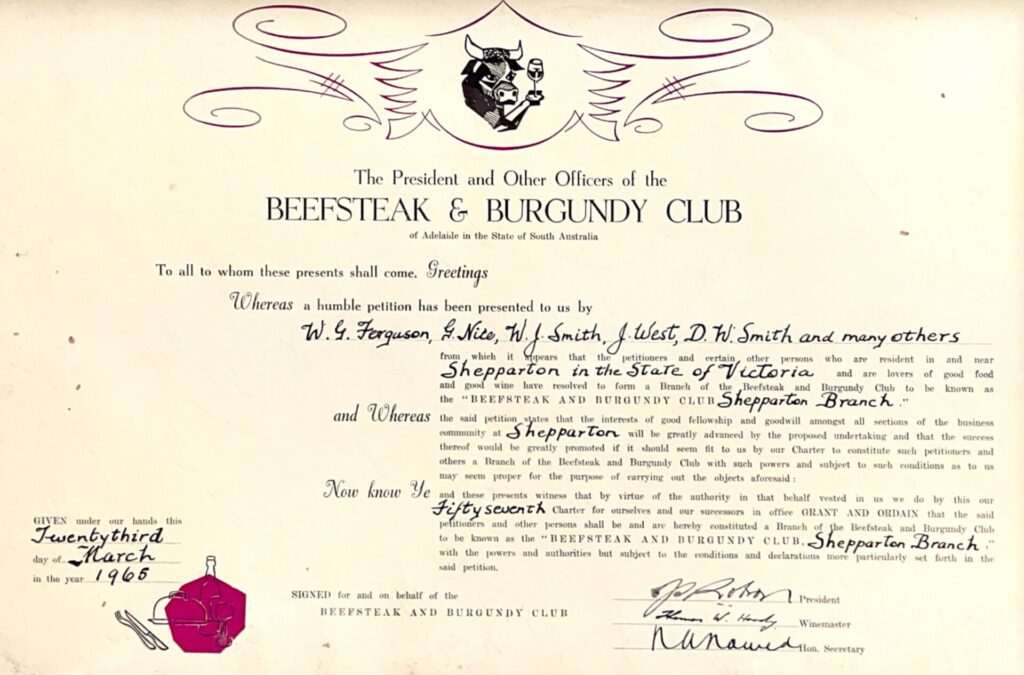 The President and Other Officers of the
BEEFSTEAK & BURGUNDY CLUB
of Adelaide in the State of South Australia
To all to whom these presents shall come, Greetings
Whereas a humble petition has been presented to us by
W. G. Ferguson, G. Nice, W. J. Smith, J. West, D. W. Smith and many others
from which it appears that the petitioners and certain other persons who are resident in and near
Shepparton in the State of Victoria and are lovers of good food
and good wine have resolved to form a Branch of the Beefsteak and Burgundy Club to be known as
the "BEEFSTEAK AND BURGUNDY CLUB Shepparton Branch."
and Whereas the said petition states that the interests of good fellowship and goodwill amongst all sections of the business
community at Shepparton will be greatly advanced by the proposed undertaking and that the success
thereof would be greatly promoted if it should seem fit to us by our Charter to constitute such petitioners and
others a Branch of the Beefsteak and Burgundy Club with such powers and subject to such conditions as to us
may seem proper for the purpose of carrying out the objects aforesaid:
Now know Ye and these presents witness that by virtue of the authority in that behalf vested in us we do by this our
Fiftyseventh Charter for ourselves and our successors in office GRANT AND ORDAIN that the said
petitioners and other persons shall be and are hereby constituted a Branch of the Beefsteak and Burgundy Club
to be known as the "BEEFSTEAK AND BURGUNDY CLUB, Shepparton Branch,"
with the powers and authorities but subject to the conditions and declarations more particularly set forth in the
said petition.
GIVEN under our hands this
Twentythird
day of March
in the year 1965
SIGNED for and on behalf of the
BEEFSTEAK AND BURGUNDY CLUB
President
Thomas W. Hardy Winemaster
Hon. Secretary